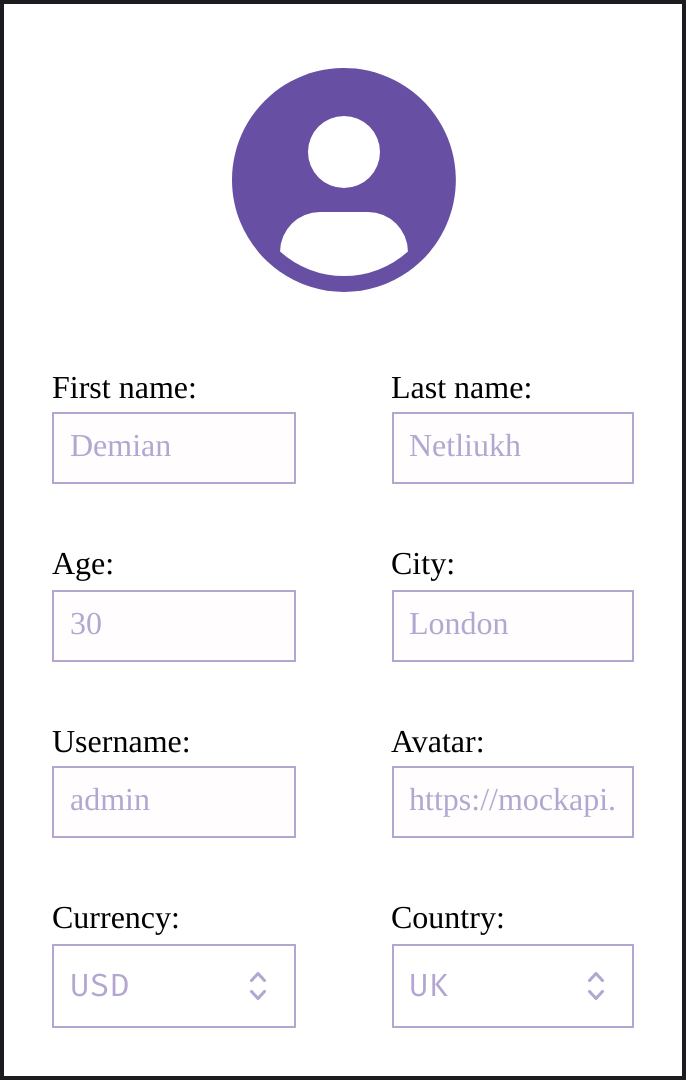 First name: Last name:
Demian Netliukh
Age: City:
30 London
Username: Avatar:
admin https://mockapi.
Currency: Country:
USD UK